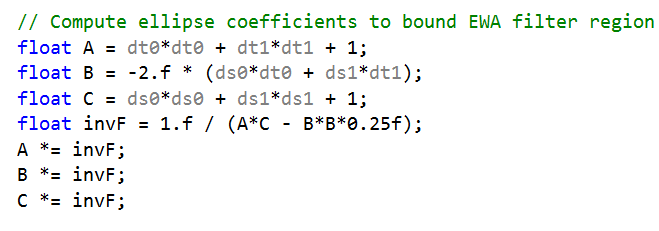 // Compute ellipse coefficients to bound EWA filter region
float A = dt0*dt0 + dt1*dt1 + 1;
float B = -2.f * (ds0*dt0 + ds1*dt1);
float C = ds0*ds0 + ds1*ds1 + 1;
float invF = 1.f / (A*C - B*B*0.25f);
A *= invF;
B *= invF;
C *= invF;